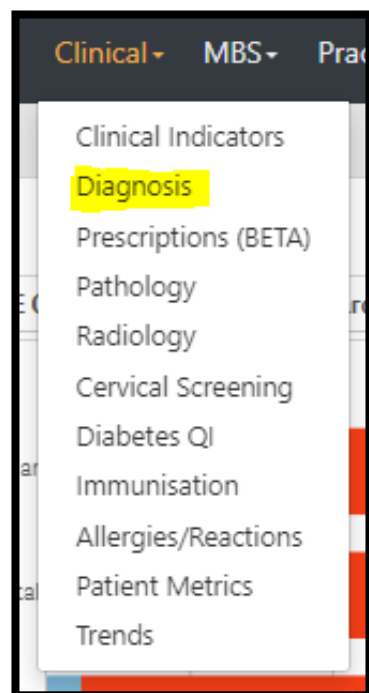 Clinical MBS Prac
Clinical Indicators
Diagnosis
Prescriptions (BETA)
Pathology
Radiology
Cervical Screening
Diabetes QI
Immunisation
Allergies/Reactions
Patient Metrics
Trends